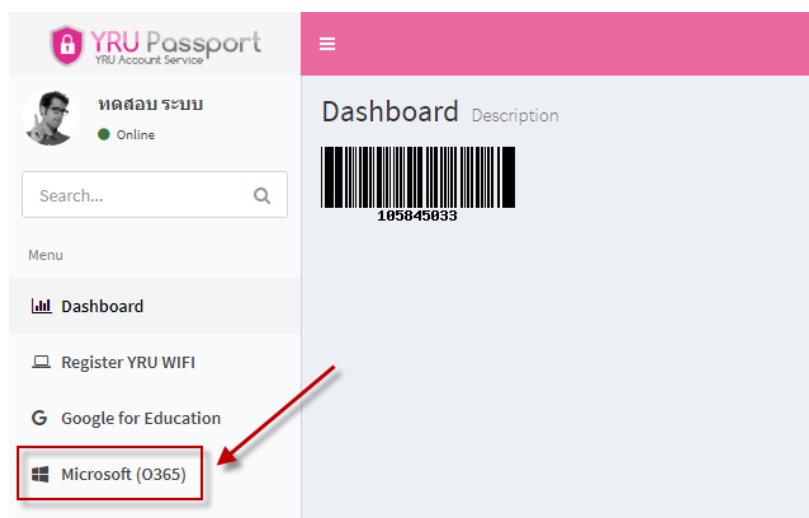 YRU Passport
YRU Account Service
ทดสอบ ระบบ
Online
Search...
Menu
Dashboard
Register YRU WIFI
Google for Education
Microsoft (O365)
Dashboard Description
105845033